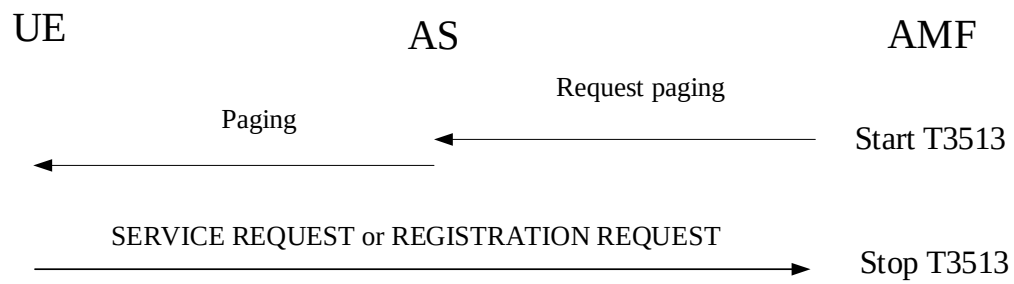 UE
AS
AMF
Request paging
Paging
Start T3513
SERVICE REQUEST or REGISTRATION REQUEST
Stop T3513